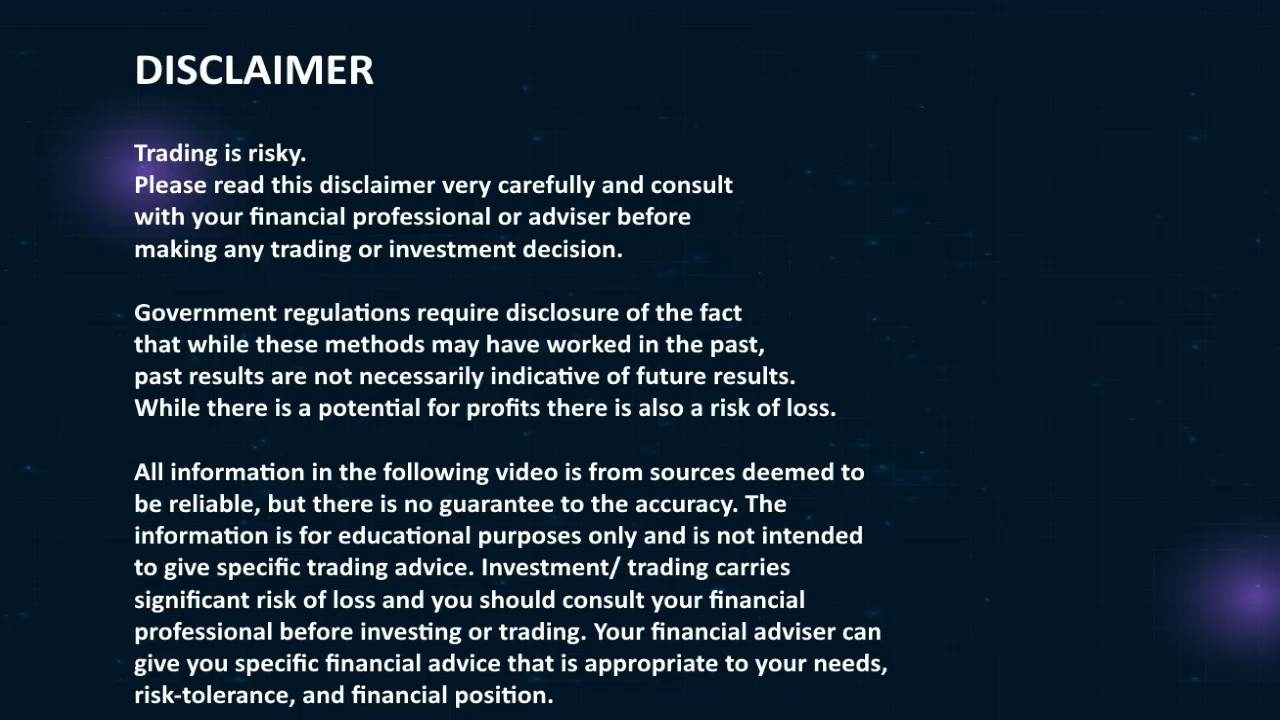 DISCLAIMER
Trading is risky.
Please read this disclaimer very carefully and consult
with your financial professional or adviser before
making any trading or investment decision.
Government regulations require disclosure of the fact
that while these methods may have worked in the past,
past results are not necessarily indicative of future results.
While there is a potential for profits there is also a risk of loss.
All information in the following video is from sources deemed to
be reliable, but there is no guarantee to the accuracy. The
information is for educational purposes only and is not intended
to give specific trading advice. Investment/ trading carries
significant risk of loss and you should consult your financial
professional before investing or trading. Your financial adviser can
give you specific financial advice that is appropriate to your needs,
risk-tolerance, and financial position.